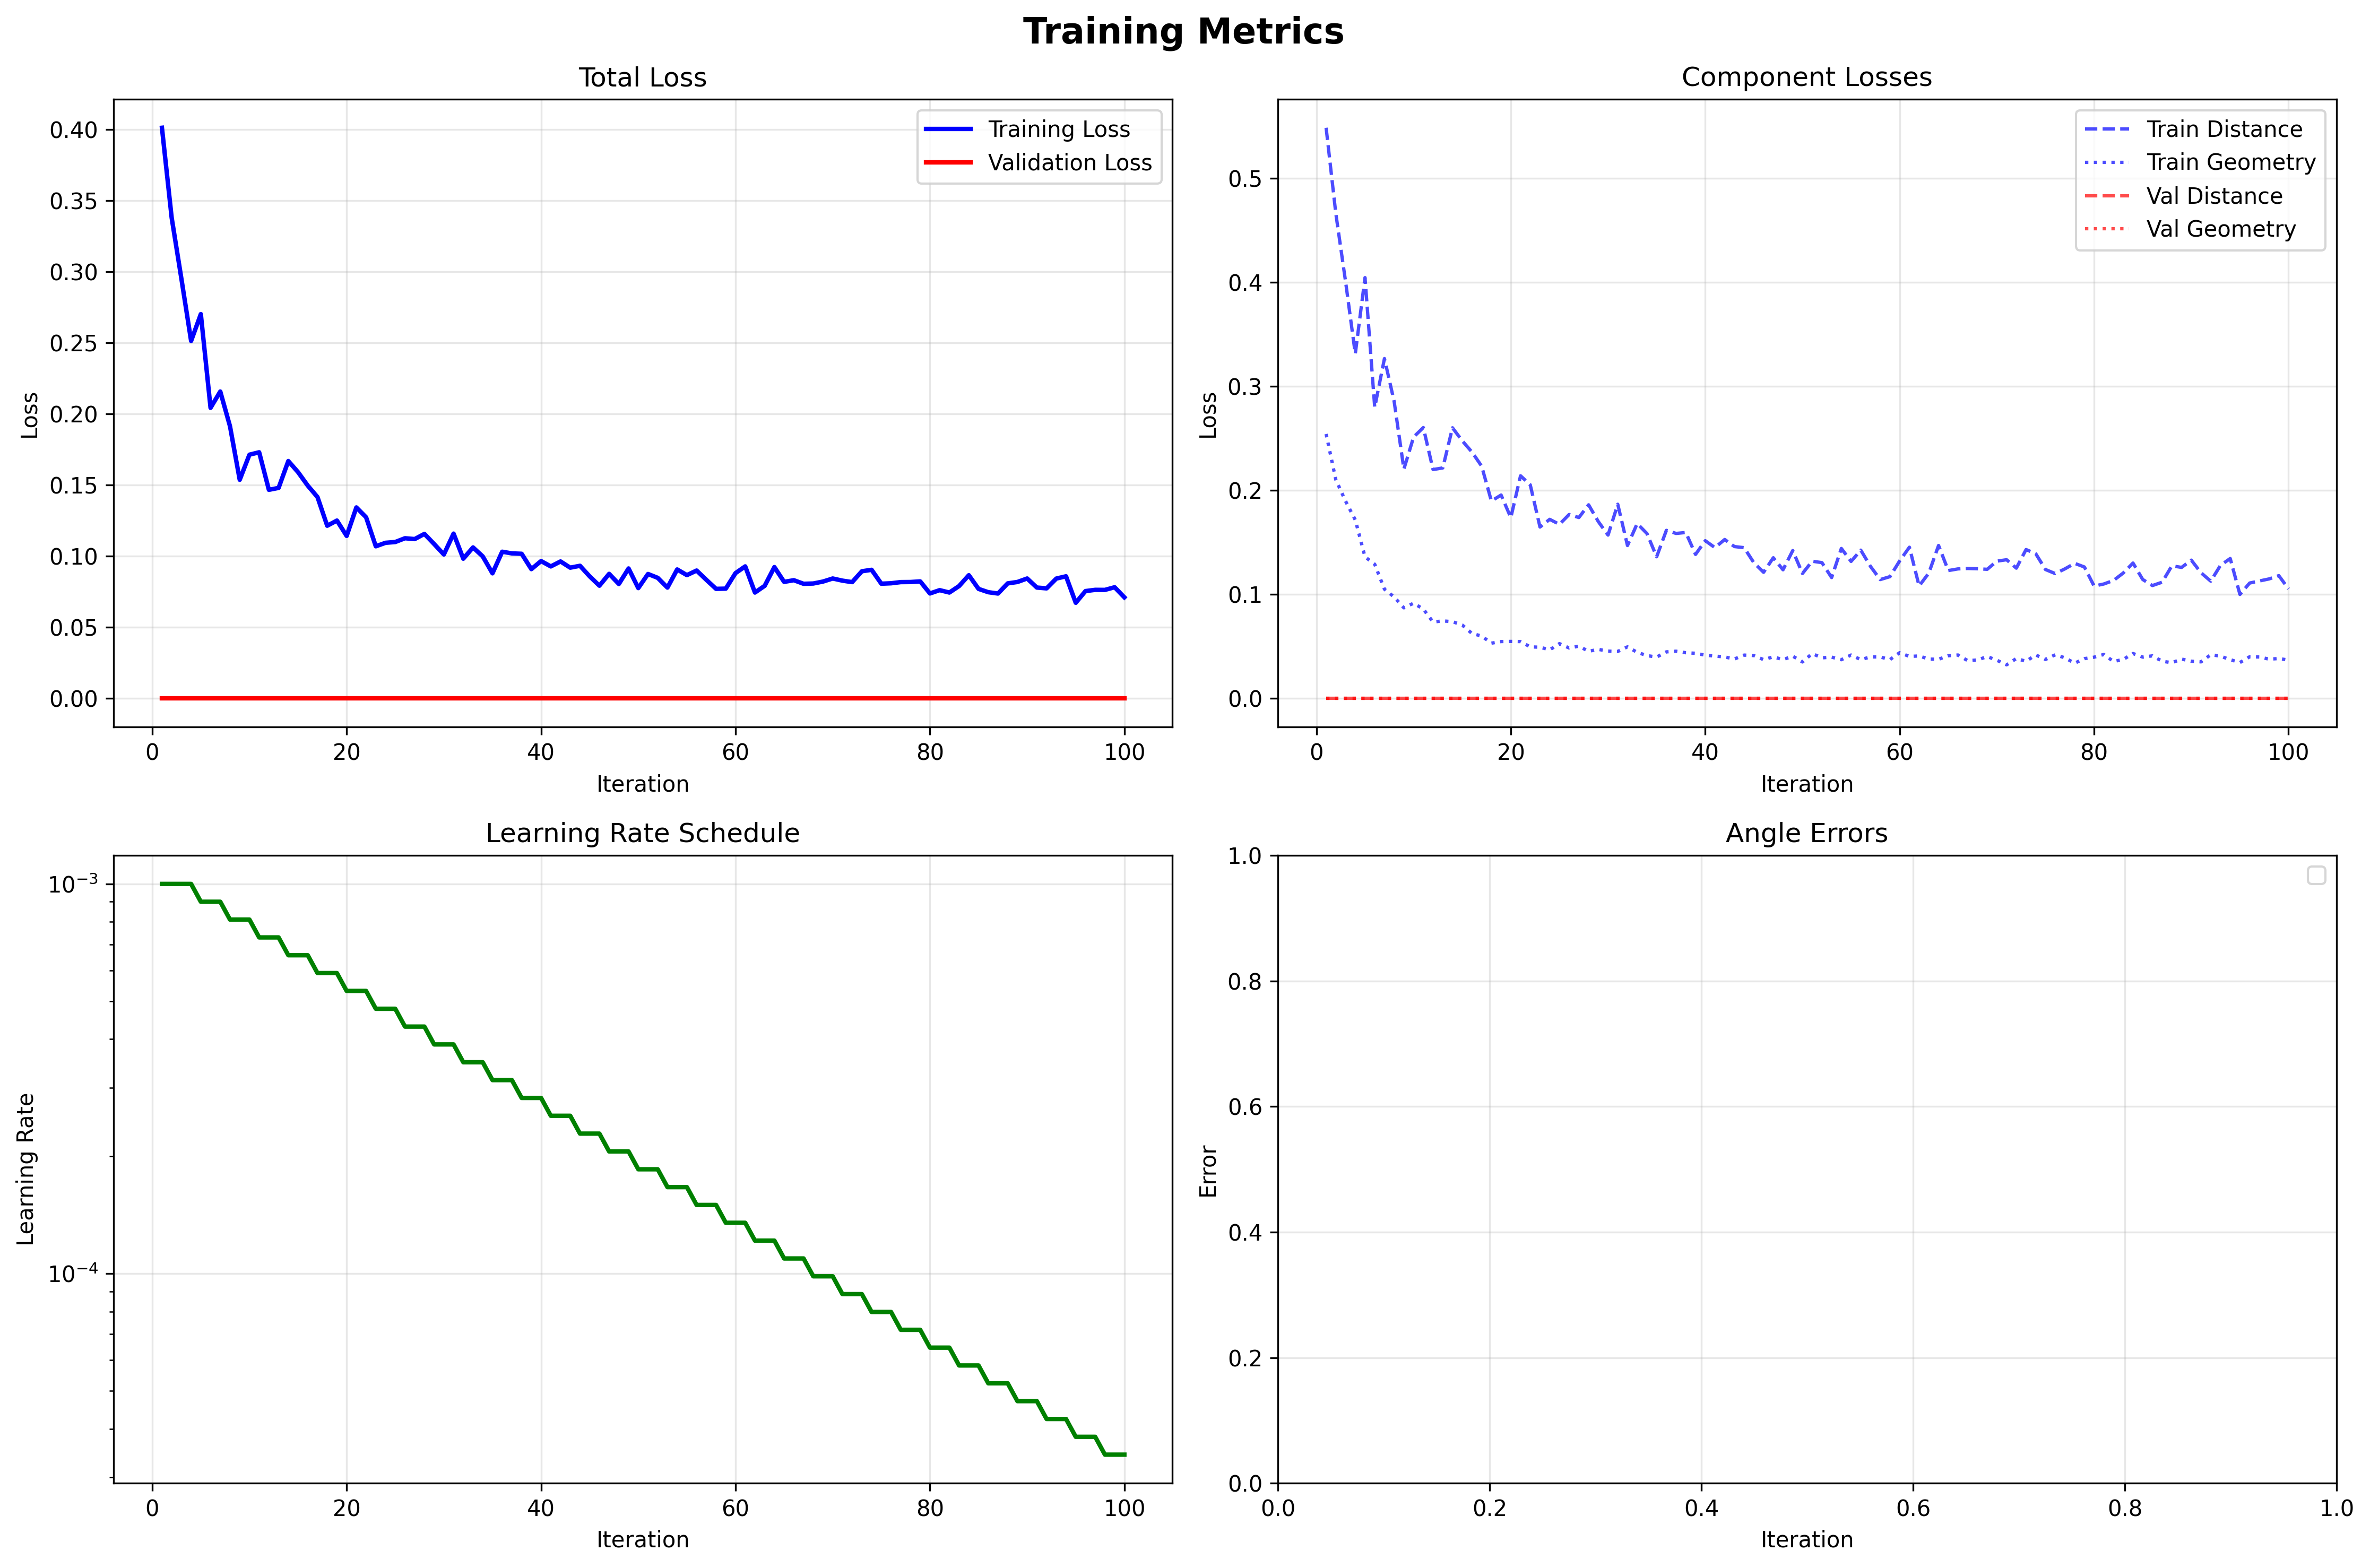 Training Metrics
Total Loss
0.40
0.35
0.30
0.25
0.20
0.15
0.10
0.05
0.00
Loss
Training Loss
Validation Loss
0 20 40 60 80 100
Iteration
Component Losses
0.5
0.4
0.3
0.2
0.1
0.0
Loss
Train Distance
Train Geometry
Val Distance
Val Geometry
0 20 40 60 80 100
Iteration
Learning Rate Schedule
10⁻³
10⁻⁴
Learning Rate
0 20 40 60 80 100
Iteration
Angle Errors
1.0
0.8
0.6
0.4
0.2
0.0
Error
0.0 0.2 0.4 0.6 0.8 1.0
Iteration